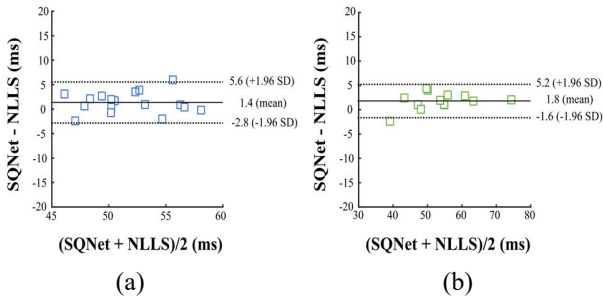 20
15
10
5
0
-5
-10
-15
-20
SQNet - NLLS (ms)
5.6 (+1.96 SD)
1.4 (mean)
-2.8 (-1.96 SD)
45 50 55 60
(SQNet + NLLS)/2 (ms)
(a)
20
15
10
5
0
-5
-10
-15
-20
SQNet - NLLS (ms)
5.2 (+1.96 SD)
1.8 (mean)
-1.6 (-1.96 SD)
30 40 50 60 70 80
(SQNet + NLLS)/2 (ms)
(b)